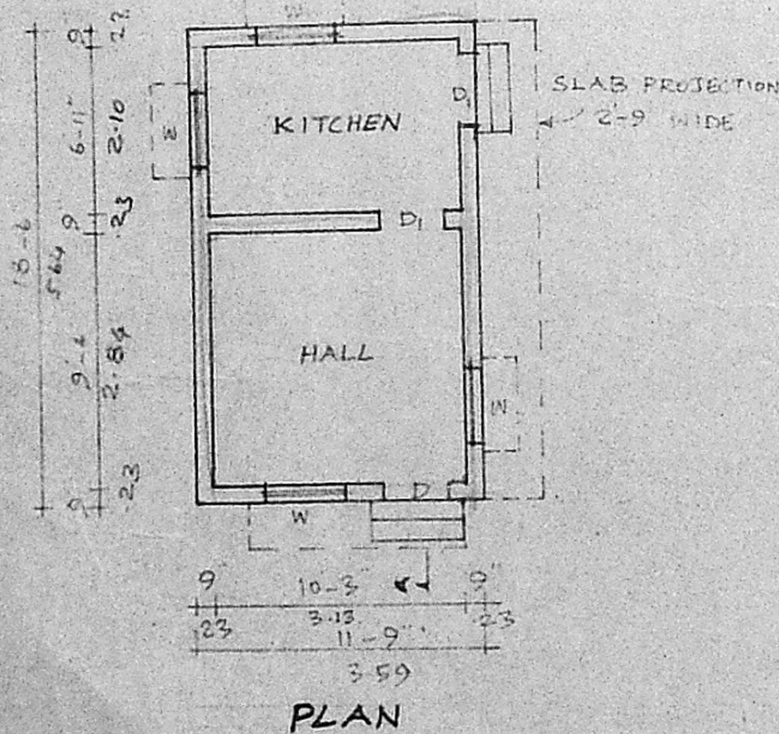 W
KITCHEN
D1
W
SLAB PROJECTION
2'-9" WIDE
D1
HALL
W
W
D
9"
6-11"
9"
9'-4
9"
.23
2.10
.23
2.84
.23
18-6
5.64
9" 10-3" 9"
.23 3.13 .23
11-9"
3.59
PLAN